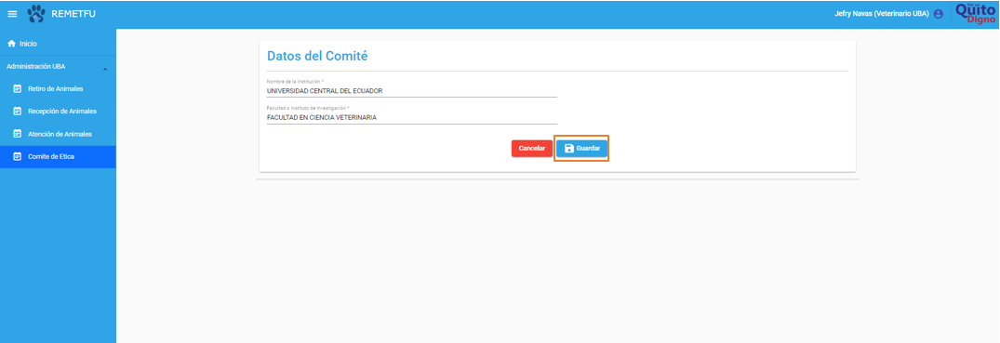 REMETFU
Jefry Navas (Veterinario UBA)
Quito
Digno
Inicio
Administración UBA
Retiro de Animales
Recepción de Animales
Atención de Animales
Comite de Etica
Datos del Comité
Nombre de la Institución *
UNIVERSIDAD CENTRAL DEL ECUADOR
Facultad o Instituto de Investigación *
FACULTAD EN CIENCIA VETERINARIA
Cancelar
Guardar